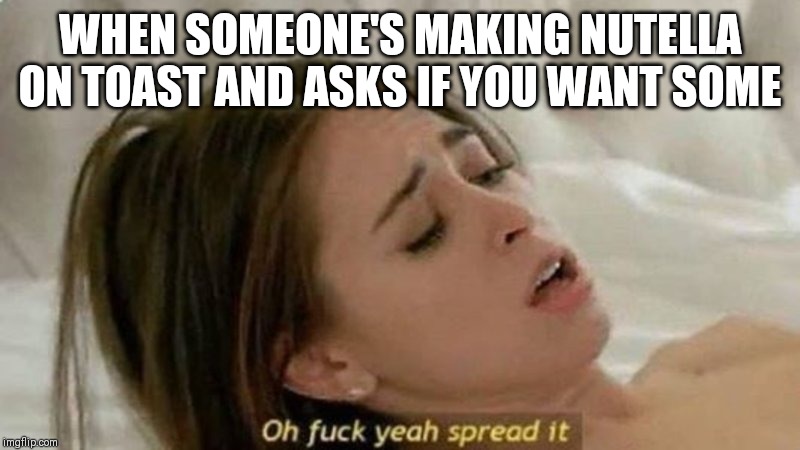 WHEN SOMEONE'S MAKING NUTELLA
ON TOAST AND ASKS IF YOU WANT SOME
Oh fuck yeah spread it
imgflip.com